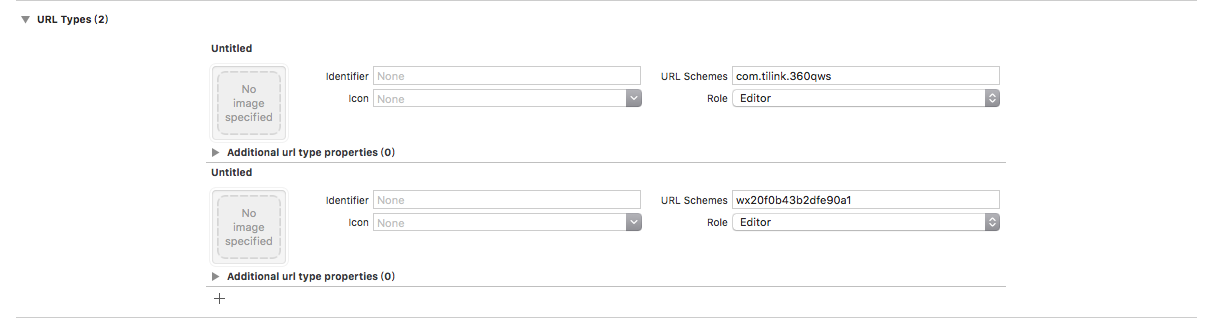 URL Types (2)
Untitled
No image specified
Identifier None URL Schemes com.tilink.360qws
Icon None Role Editor
Additional url type properties (0)
Untitled
No image specified
Identifier None URL Schemes wx20f0b43b2dfe90a1
Icon None Role Editor
Additional url type properties (0)